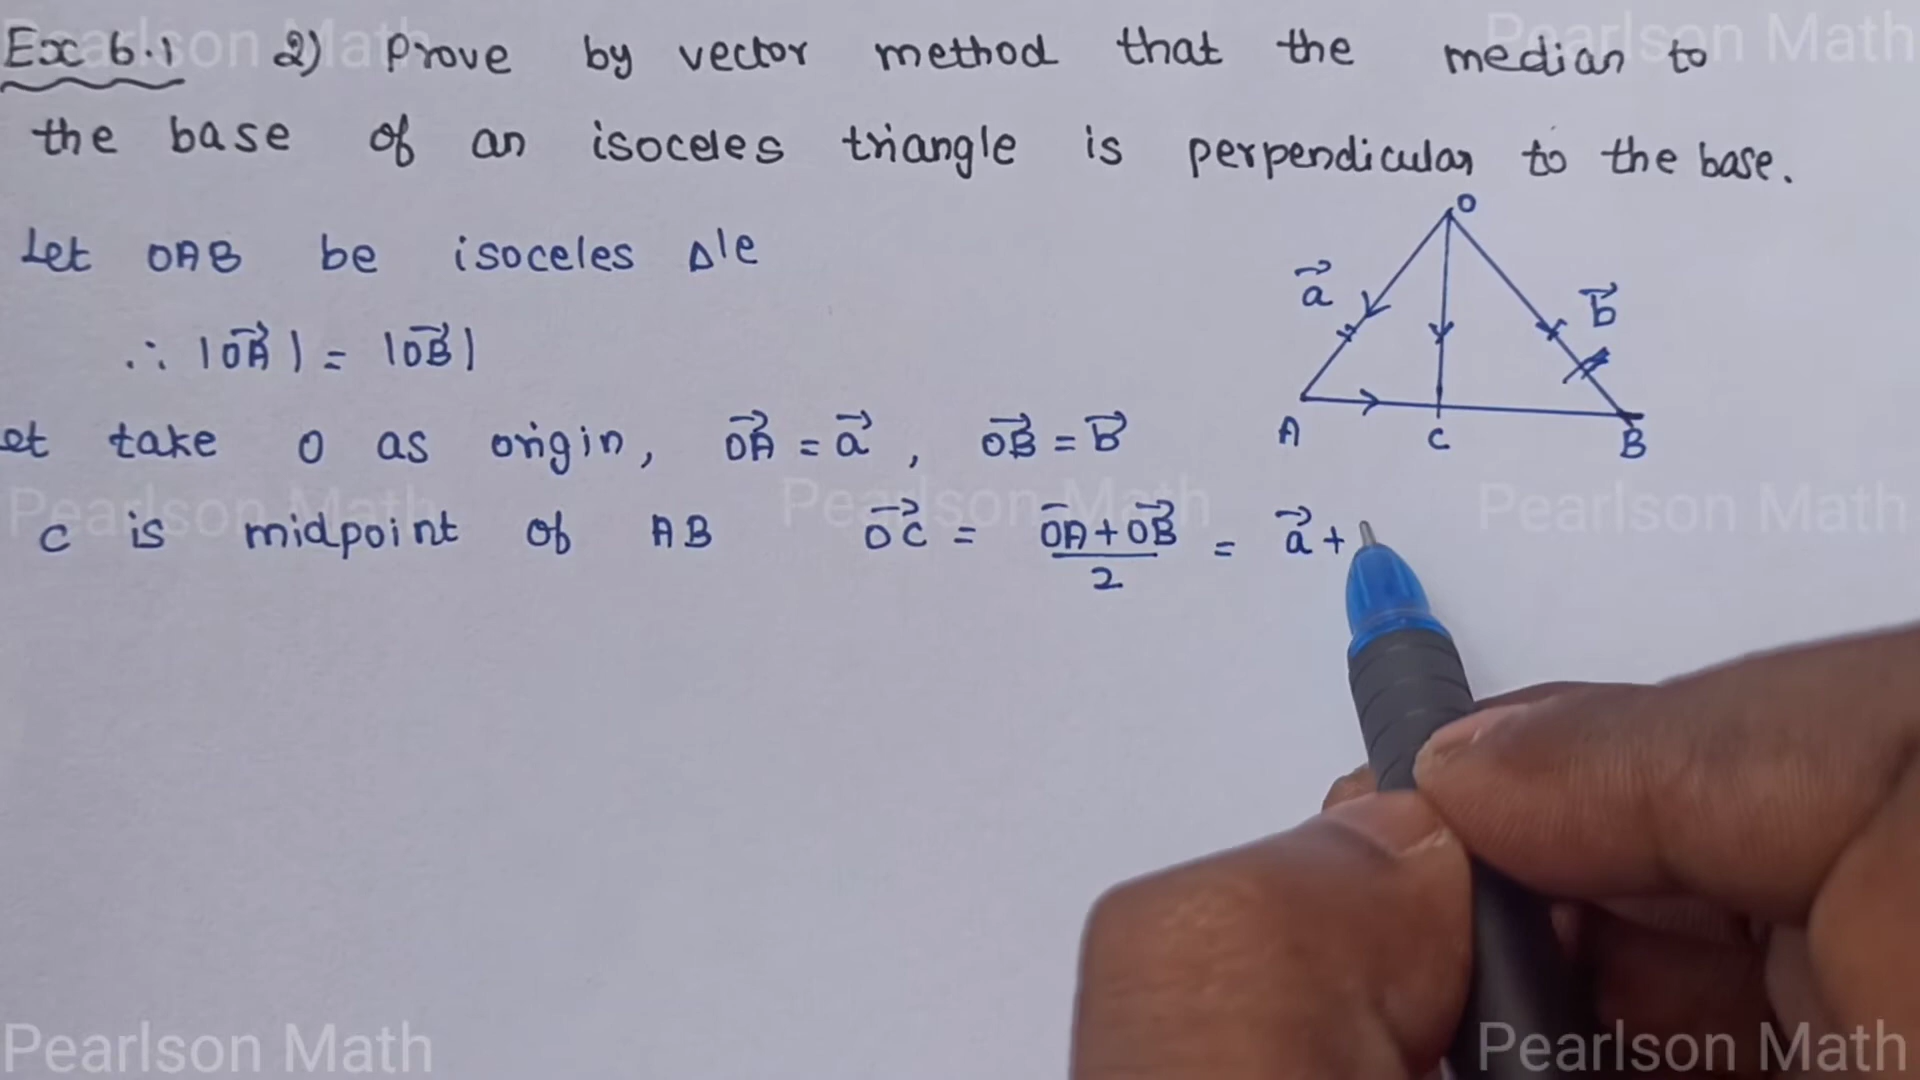 Ex 6.1 2) Prove by vector method that the median to
the base of an isoceles triangle is perpendicular to the base.
Let OAB be isoceles Δle
∴ |OA⃗| = |OB⃗|
et take O as origin, OA⃗ = a⃗ , OB⃗ = b⃗
C is midpoint of AB OC⃗ = (OA⃗ + OB⃗)/2 = a⃗ +
O
a⃗
b⃗
A C B
Pearlson Math
Pearlson Math
Pearlson Math
Pearlson Math
Pearlson Math
Pearlson Math
Pearlson Math